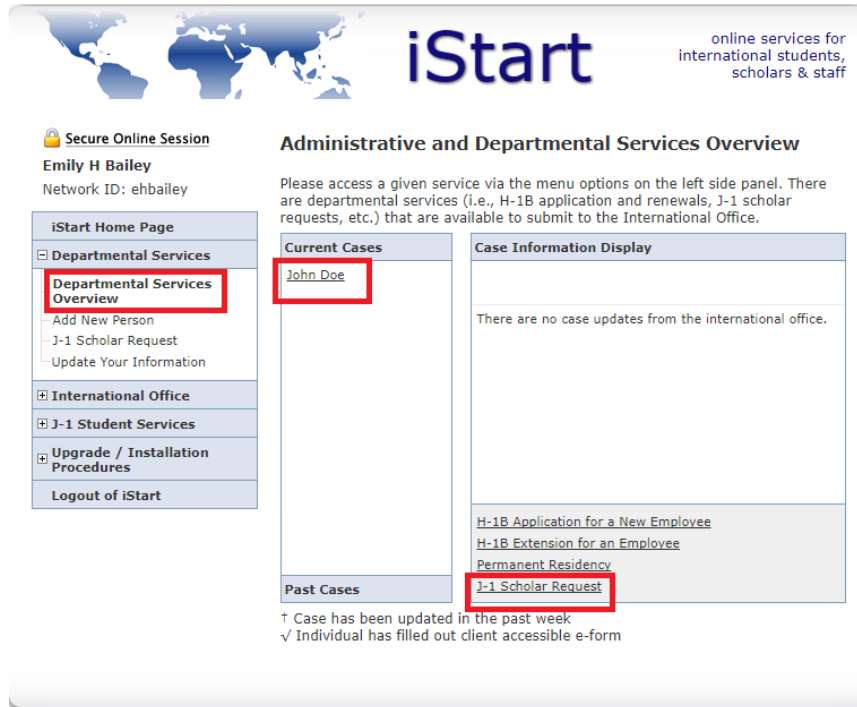 iStart
online services for
international students,
scholars & staff
Secure Online Session
Emily H Bailey
Network ID: ehbailey
iStart Home Page
Departmental Services
Departmental Services
Overview
Add New Person
J-1 Scholar Request
Update Your Information
International Office
J-1 Student Services
Upgrade / Installation
Procedures
Logout of iStart
Administrative and Departmental Services Overview
Please access a given service via the menu options on the left side panel. There
are departmental services (i.e., H-1B application and renewals, J-1 scholar
requests, etc.) that are available to submit to the International Office.
Current Cases
John Doe
Past Cases
Case Information Display
There are no case updates from the international office.
H-1B Application for a New Employee
H-1B Extension for an Employee
Permanent Residency
J-1 Scholar Request
† Case has been updated in the past week
√ Individual has filled out client accessible e-form